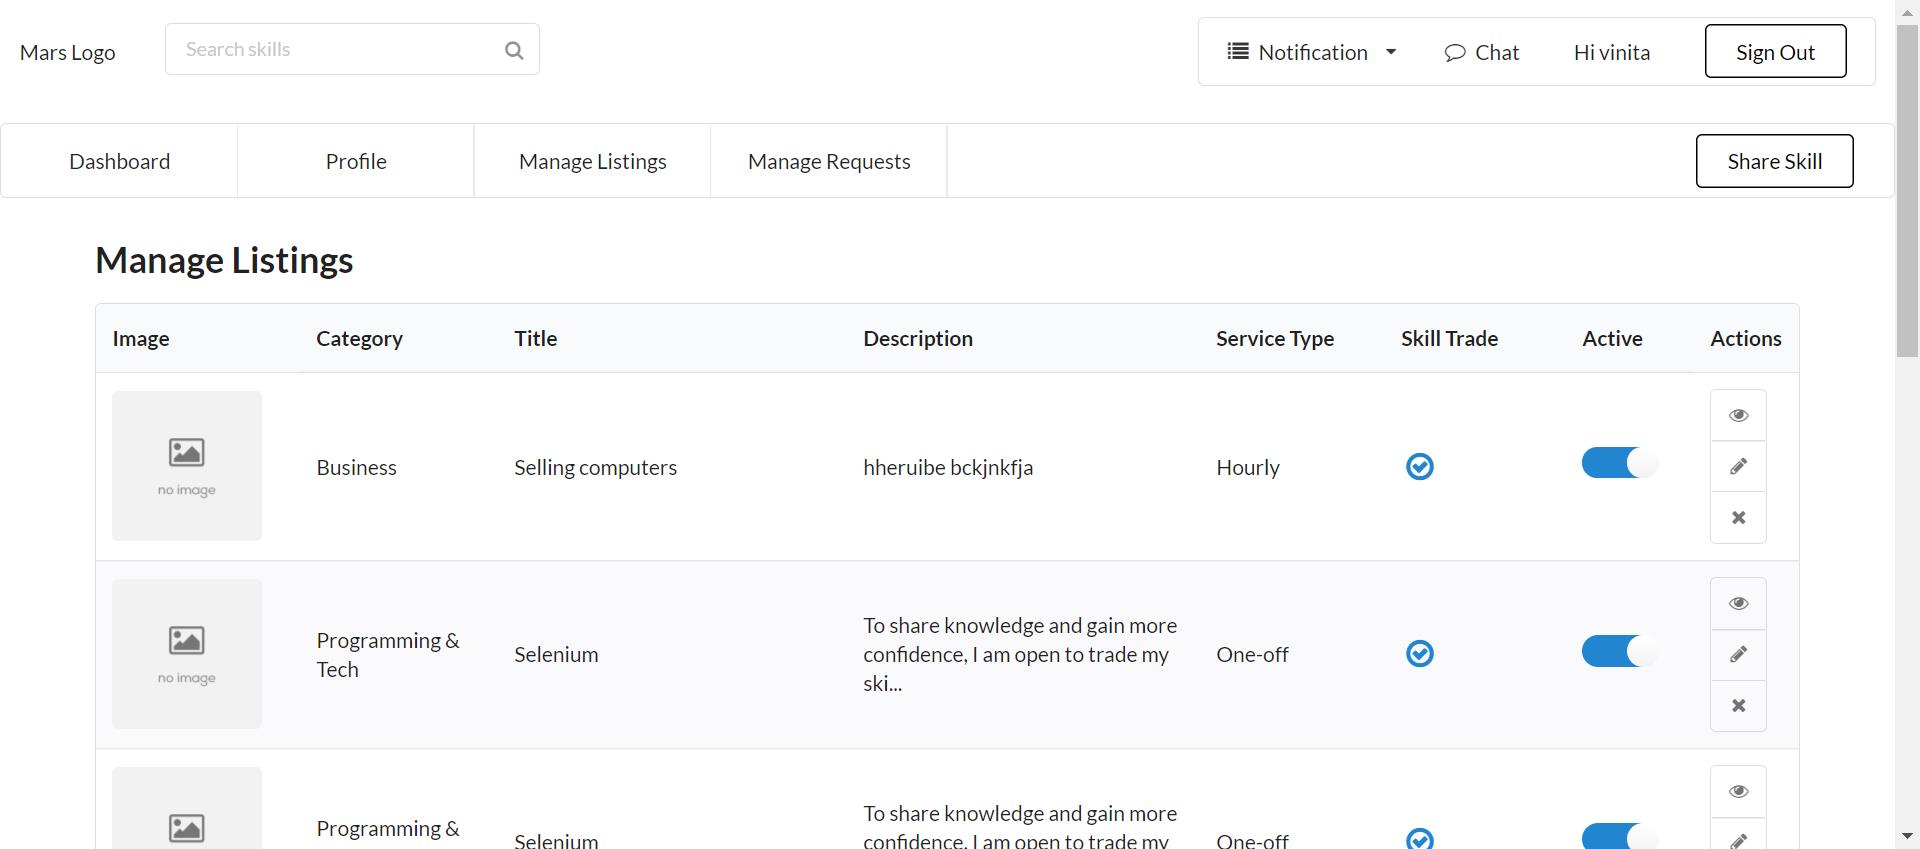 Mars Logo
Search skills
Notification
Chat
Hi vinita
Sign Out
Dashboard
Profile
Manage Listings
Manage Requests
Share Skill
Manage Listings
Image Category Title Description Service Type Skill Trade Active Actions
no image
Business
Selling computers
hheruibe bckjnkfja
Hourly
no image
Programming &
Tech
Selenium
To share knowledge and gain more
confidence, I am open to trade my
ski...
One-off
Programming &
Selenium
To share knowledge and gain more
confidence, I am open to trade my
One-off